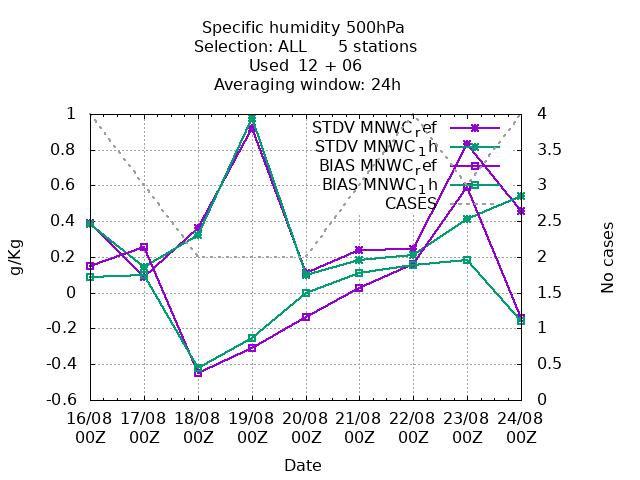 Specific humidity 500hPa
Selection: ALL 5 stations
Used 12 + 06
Averaging window: 24h
STDV MNWC_ref
STDV MNWC_1h
BIAS MNWC_ref
BIAS MNWC_1h
CASES
1
0.8
0.6
0.4
0.2
0
-0.2
-0.4
-0.6
g/Kg
4
3.5
3
2.5
2
1.5
1
0.5
0
No cases
16/08 17/08 18/08 19/08 20/08 21/08 22/08 23/08 24/08
00Z 00Z 00Z 00Z 00Z 00Z 00Z 00Z 00Z
Date